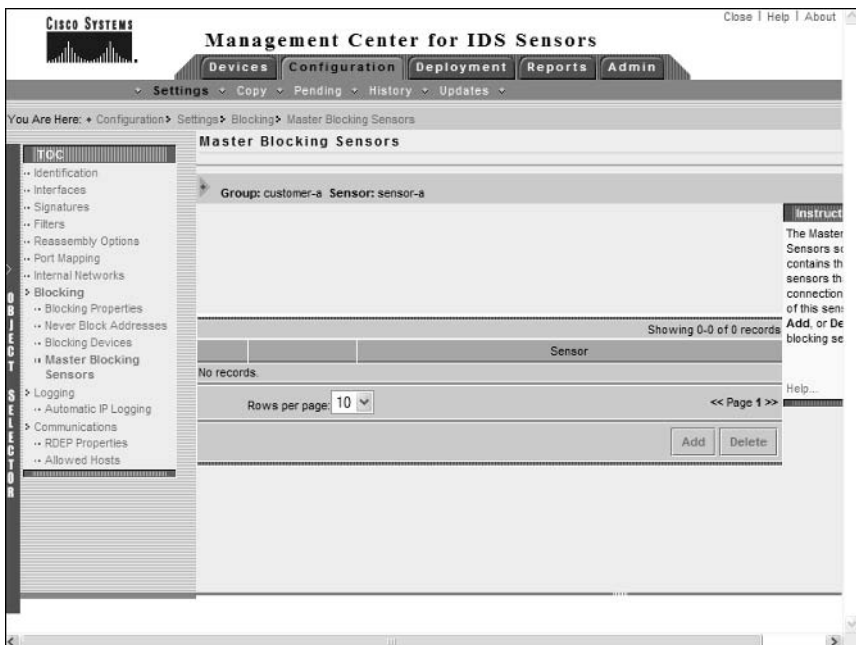 Close | Help | About
CISCO SYSTEMS
Management Center for IDS Sensors
Devices Configuration Deployment Reports Admin
Settings Copy Pending History Updates
You Are Here: Configuration Settings Blocking Master Blocking Sensors
Master Blocking Sensors
TOC
Identification
Interfaces
Signatures
Filters
Reassembly Options
Port Mapping
Internal Networks
Blocking
Blocking Properties
Never Block Addresses
Blocking Devices
Master Blocking
Sensors
Logging
Automatic IP Logging
Communications
RDEP Properties
Allowed Hosts
OBJECT SELECTOR
Group: customer-a Sensor: sensor-a
Showing 0-0 of 0 records
Sensor
No records.
Rows per page: 10
<< Page 1 >>
Add Delete
Instruct
The Master
Sensors sc
contains th
sensors th
connection
of this sens
Add, or De
blocking se
Help...